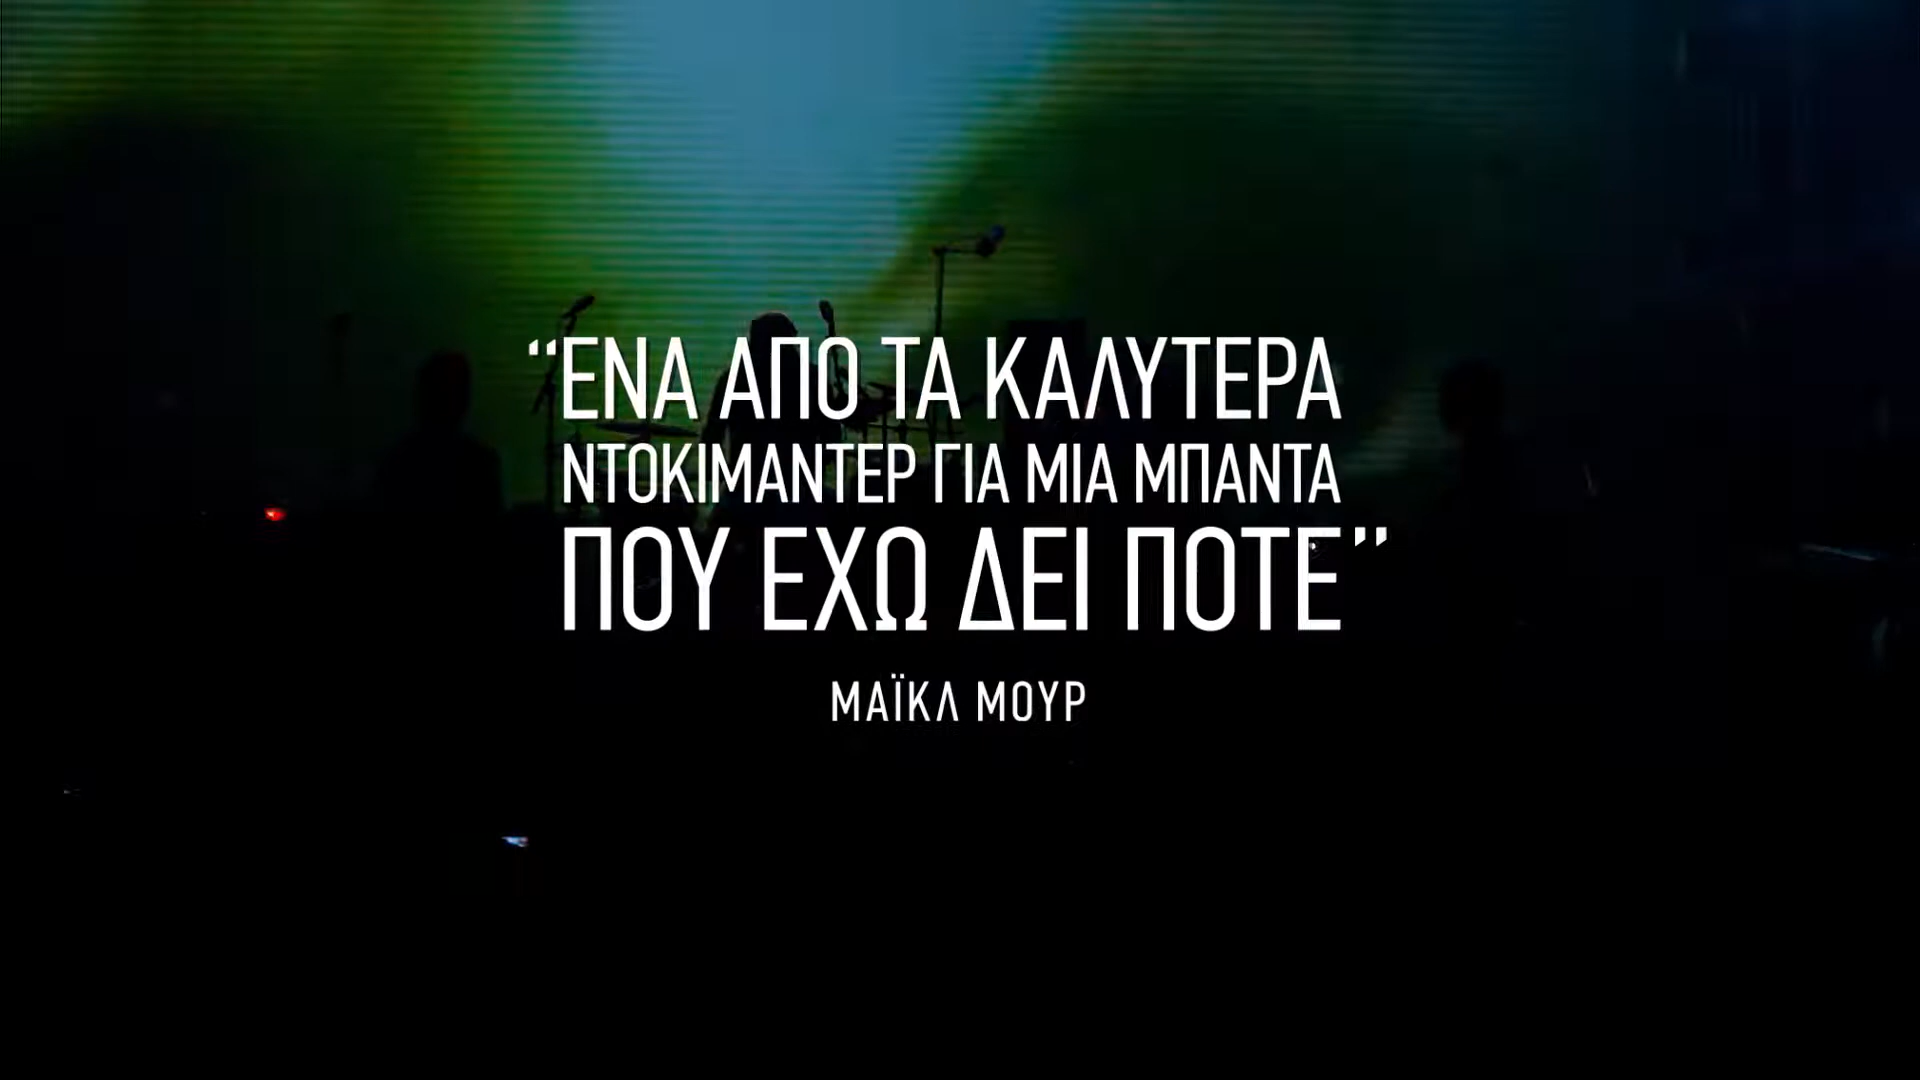 “ΕΝΑ ΑΠΟ ΤΑ ΚΑΛΥΤΕΡΑ
ΝΤΟΚΙΜΑΝΤΕΡ ΓΙΑ ΜΙΑ ΜΠΑΝΤΑ
ΠΟΥ ΕΧΩ ΔΕΙ ΠΟΤΕ”
ΜΑΪΚΛ ΜΟΥΡ